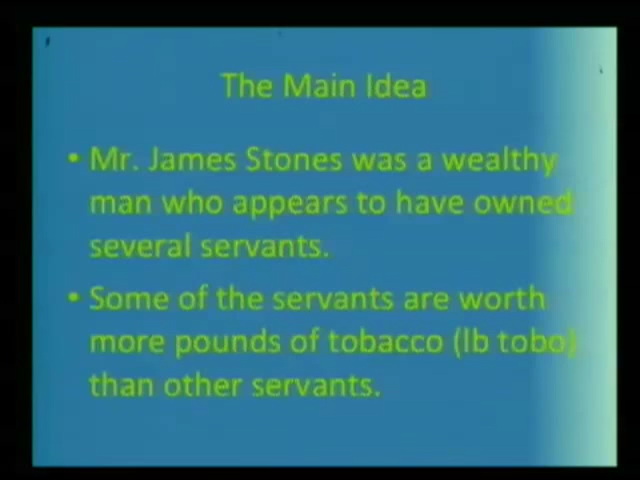 The Main Idea
• Mr. James Stones was a wealthy
man who appears to have owned
several servants.
• Some of the servants are worth
more pounds of tobacco (lb tobo)
than other servants.